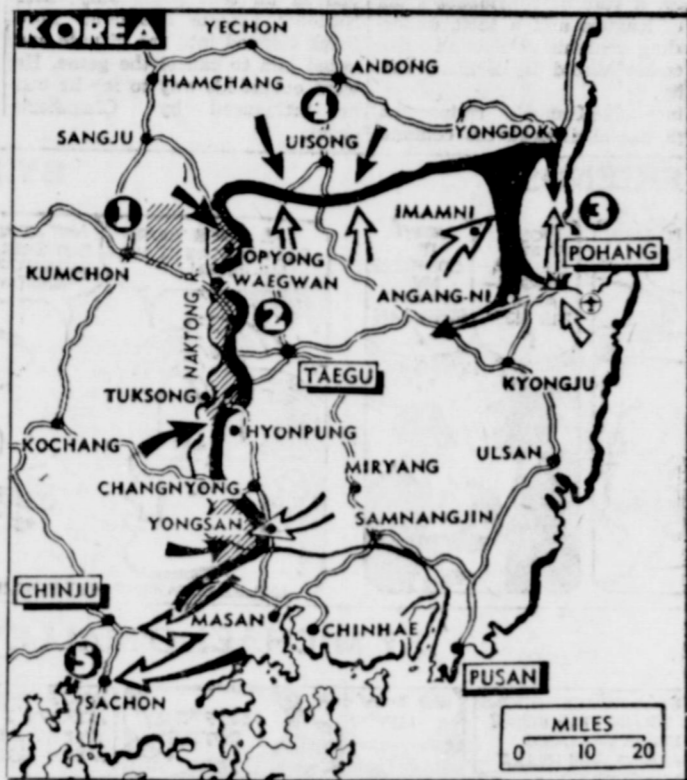 KOREA
YECHON
HAMCHANG
ANDONG
4
SANGJU
UISONG
YONGDOK
1
IMAMNI
3
OPYONG
POHANG
KUMCHON
WAEGWAN
ANGANG-NI
NAKTONG R.
2
TAEGU
KYONGJU
TUKSONG
HYONPUNG
KOCHANG
ULSAN
MIRYANG
CHANGNYONG
YONGSAN
SAMNANGJIN
CHINJU
MASAN
CHINHAE
5
PUSAN
SACHON
MILES
0 10 20